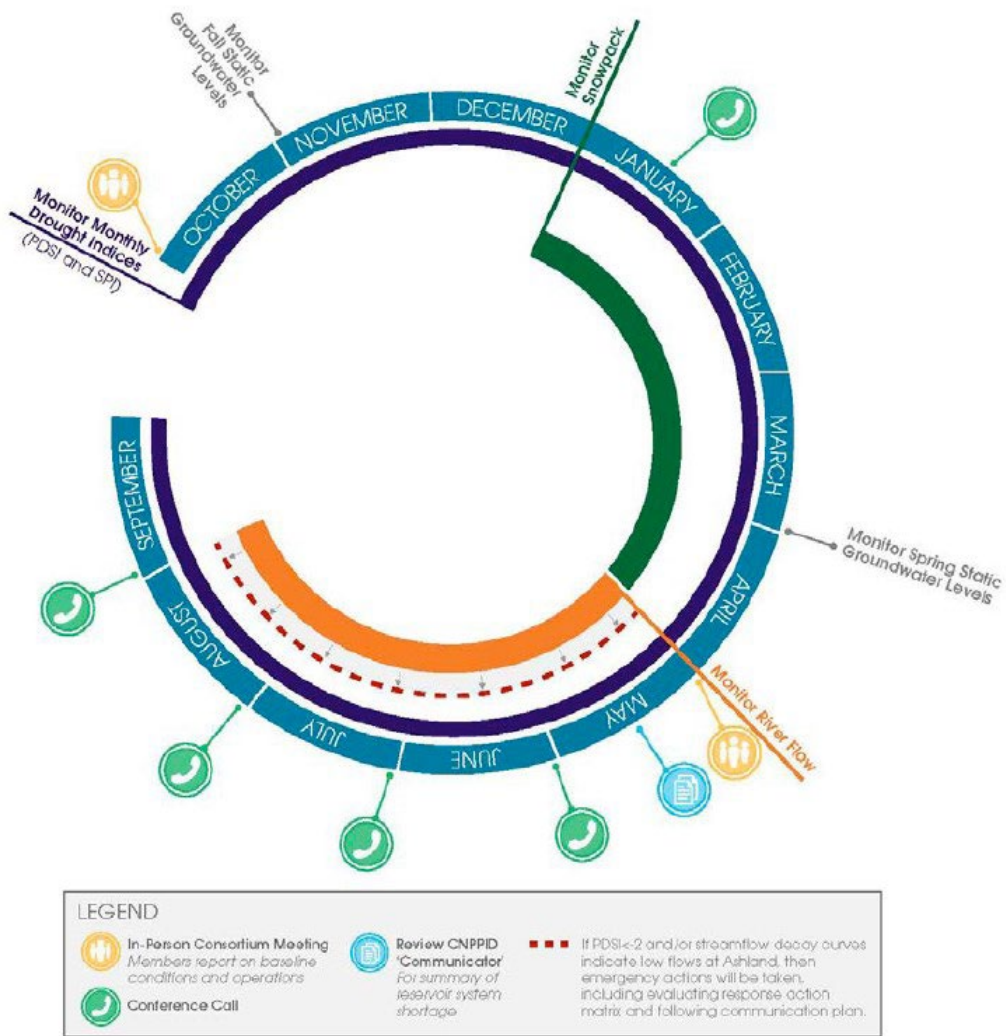 Monitor
Fall Static
Groundwater
Levels
Monitor
Snowpack
Monitor Monthly
Drought Indices
(PDSI and SPI)
OCTOBER
NOVEMBER
DECEMBER
JANUARY
FEBRUARY
MARCH
APRIL
MAY
JUNE
JULY
AUGUST
SEPTEMBER
Monitor Spring Static
Groundwater Levels
Monitor River Flow
LEGEND
In-Person Consortium Meeting
Members report on baseline
conditions and operations
Conference Call
Review CNPPID
'Communicator'
For summary of
reservoir system
shortage
If PDSI<-2 and/or streamflow decay curves
indicate low flows at Ashland, then
emergency actions will be taken,
including evaluating response action
matrix and following communication plan.